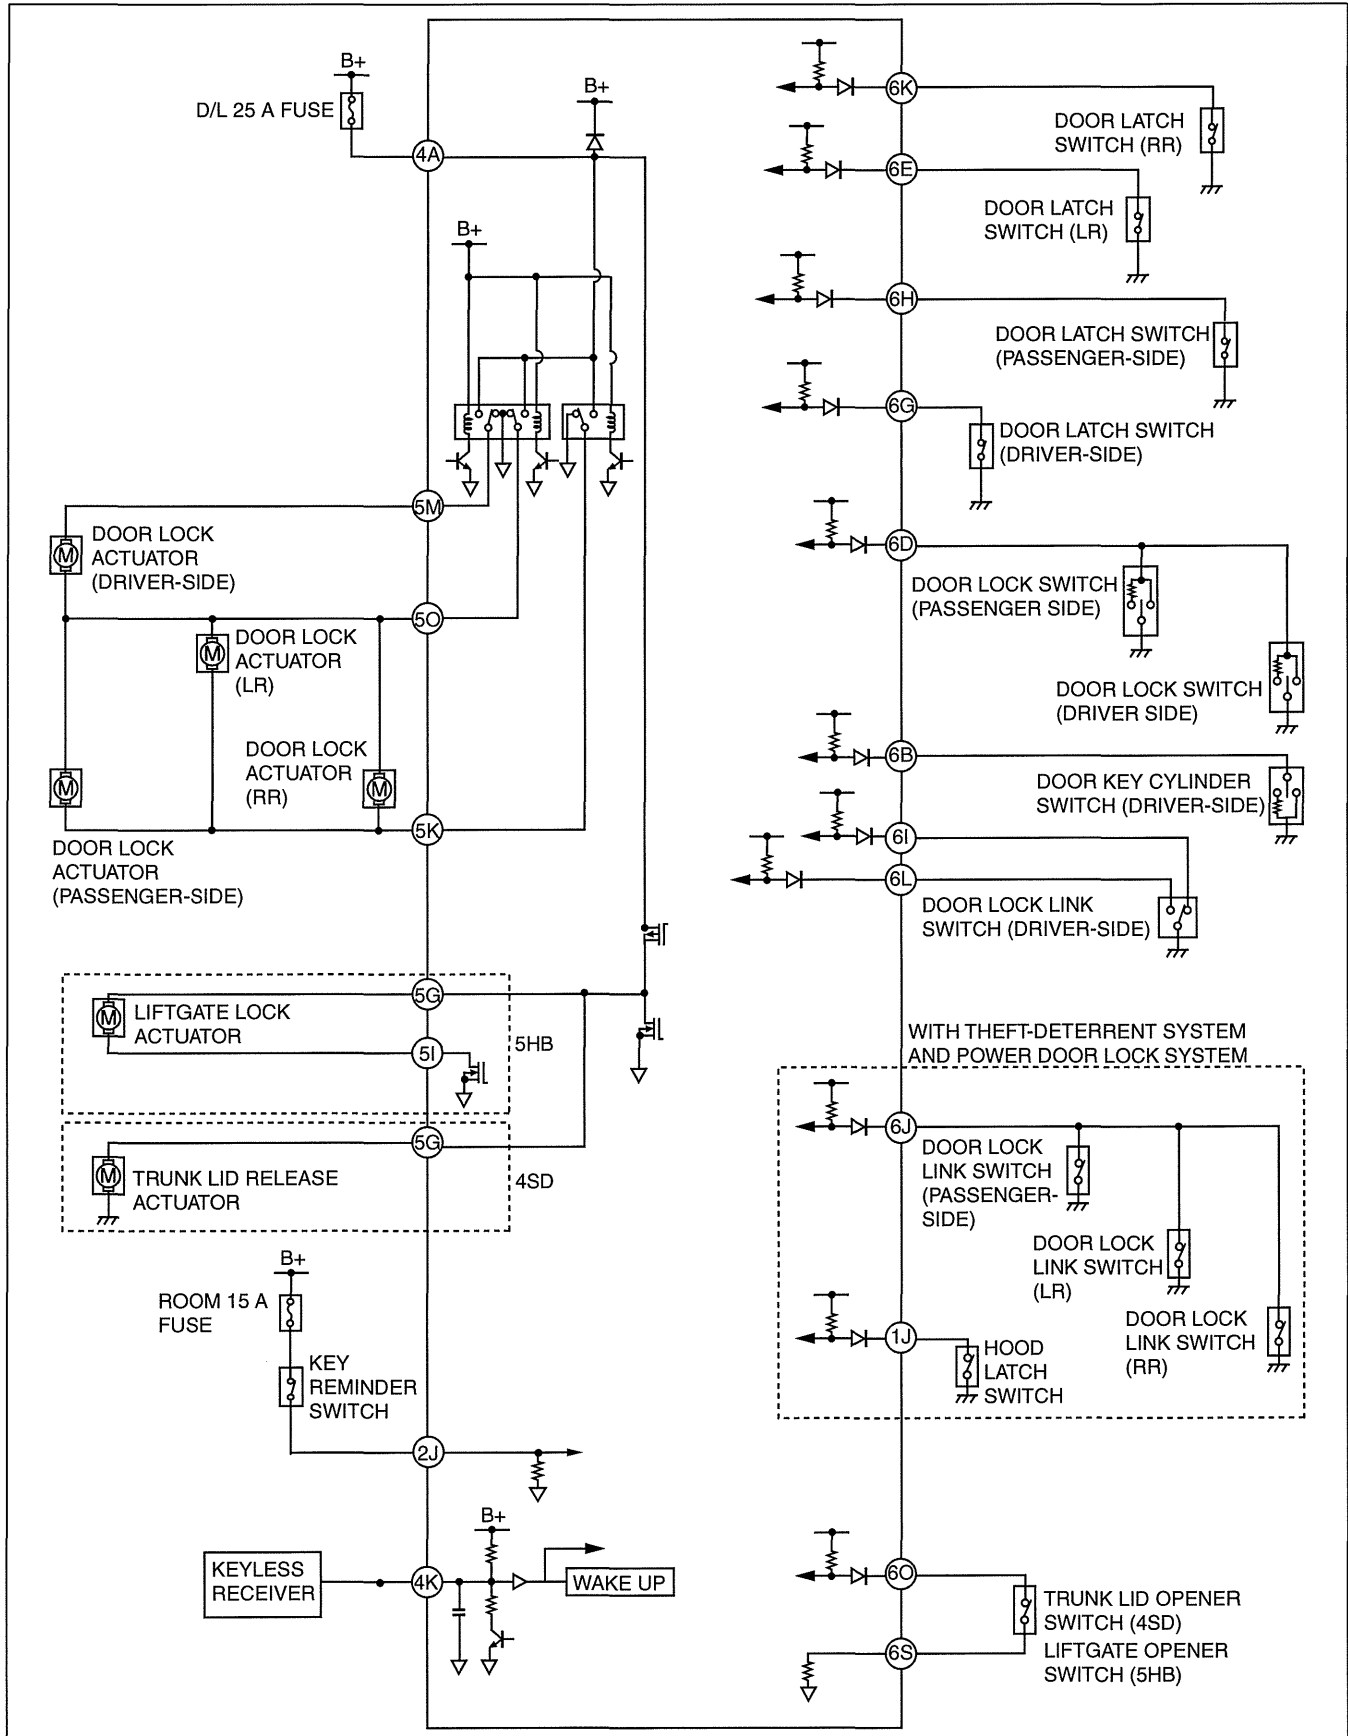 B+
D/L 25 A FUSE
4A
B+
B+
5M
DOOR LOCK
ACTUATOR
(DRIVER-SIDE)
M
5O
DOOR LOCK
ACTUATOR
(LR)
M
DOOR LOCK
ACTUATOR
(RR)
M
M
5K
DOOR LOCK
ACTUATOR
(PASSENGER-SIDE)
5G
M
LIFTGATE LOCK
ACTUATOR
5I
5HB
5G
M
TRUNK LID RELEASE
ACTUATOR
4SD
B+
ROOM 15 A
FUSE
KEY
REMINDER
SWITCH
2J
B+
KEYLESS
RECEIVER
4K
WAKE UP
6K
DOOR LATCH
SWITCH (RR)
6E
DOOR LATCH
SWITCH (LR)
6H
DOOR LATCH SWITCH
(PASSENGER-SIDE)
6G
DOOR LATCH SWITCH
(DRIVER-SIDE)
6D
DOOR LOCK SWITCH
(PASSENGER SIDE)
DOOR LOCK SWITCH
(DRIVER SIDE)
6B
DOOR KEY CYLINDER
SWITCH (DRIVER-SIDE)
6I
6L
DOOR LOCK LINK
SWITCH (DRIVER-SIDE)
WITH THEFT-DETERRENT SYSTEM
AND POWER DOOR LOCK SYSTEM
6J
DOOR LOCK
LINK SWITCH
(PASSENGER-
SIDE)
DOOR LOCK
LINK SWITCH
(LR)
DOOR LOCK
LINK SWITCH
(RR)
1J
HOOD
LATCH
SWITCH
6O
TRUNK LID OPENER
SWITCH (4SD)
6S
LIFTGATE OPENER
SWITCH (5HB)